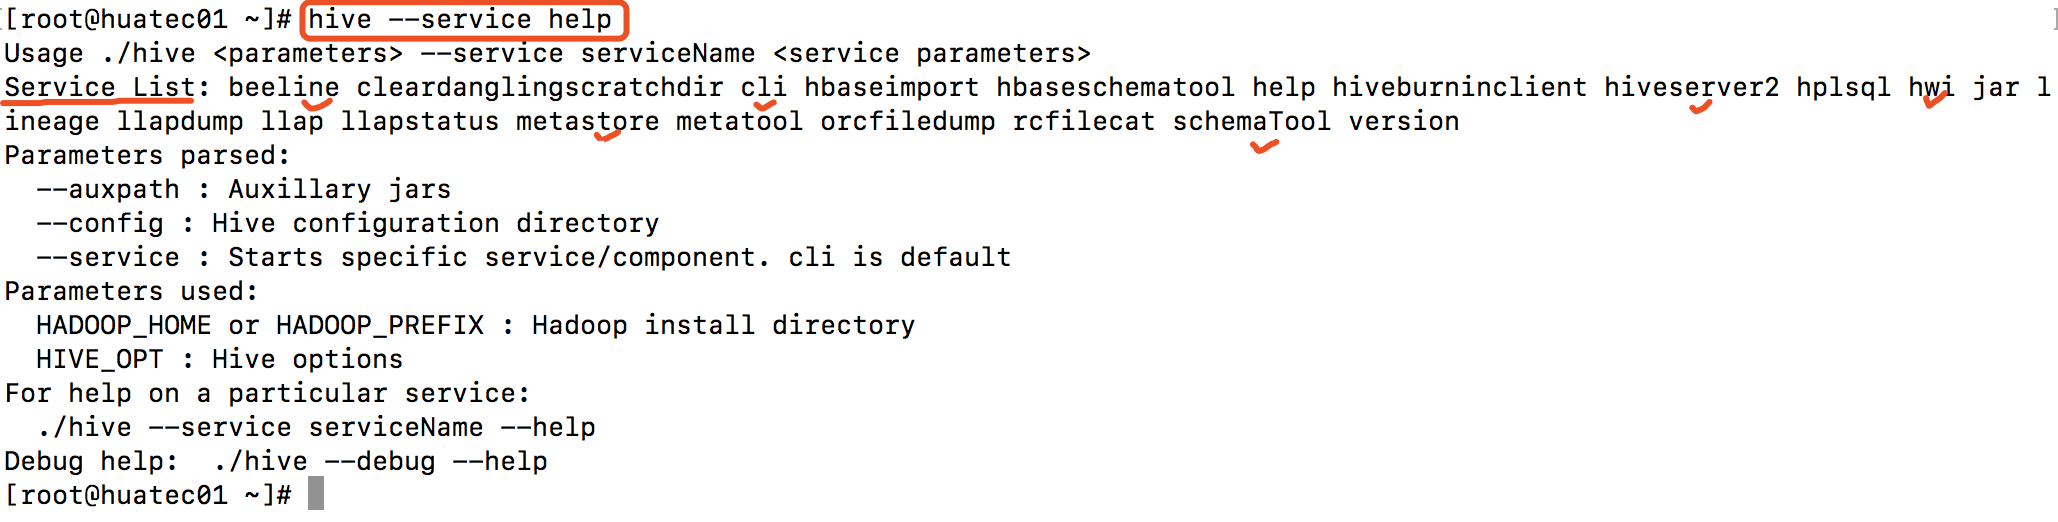 [root@huatec01 ~]# hive --service help
Usage ./hive <parameters> --service serviceName <service parameters>
Service List: beeline cleardanglingscratchdir cli hbaseimport hbaseschematool help hiveburninclient hiveserver2 hplsql hwi jar l
ineage llapdump llap llapstatus metastore metatool orcfiledump rcfilecat schemaTool version
Parameters parsed:
  --auxpath : Auxillary jars
  --config : Hive configuration directory
  --service : Starts specific service/component. cli is default
Parameters used:
  HADOOP_HOME or HADOOP_PREFIX : Hadoop install directory
  HIVE_OPT : Hive options
For help on a particular service:
  ./hive --service serviceName --help
Debug help:  ./hive --debug --help
[root@huatec01 ~]#